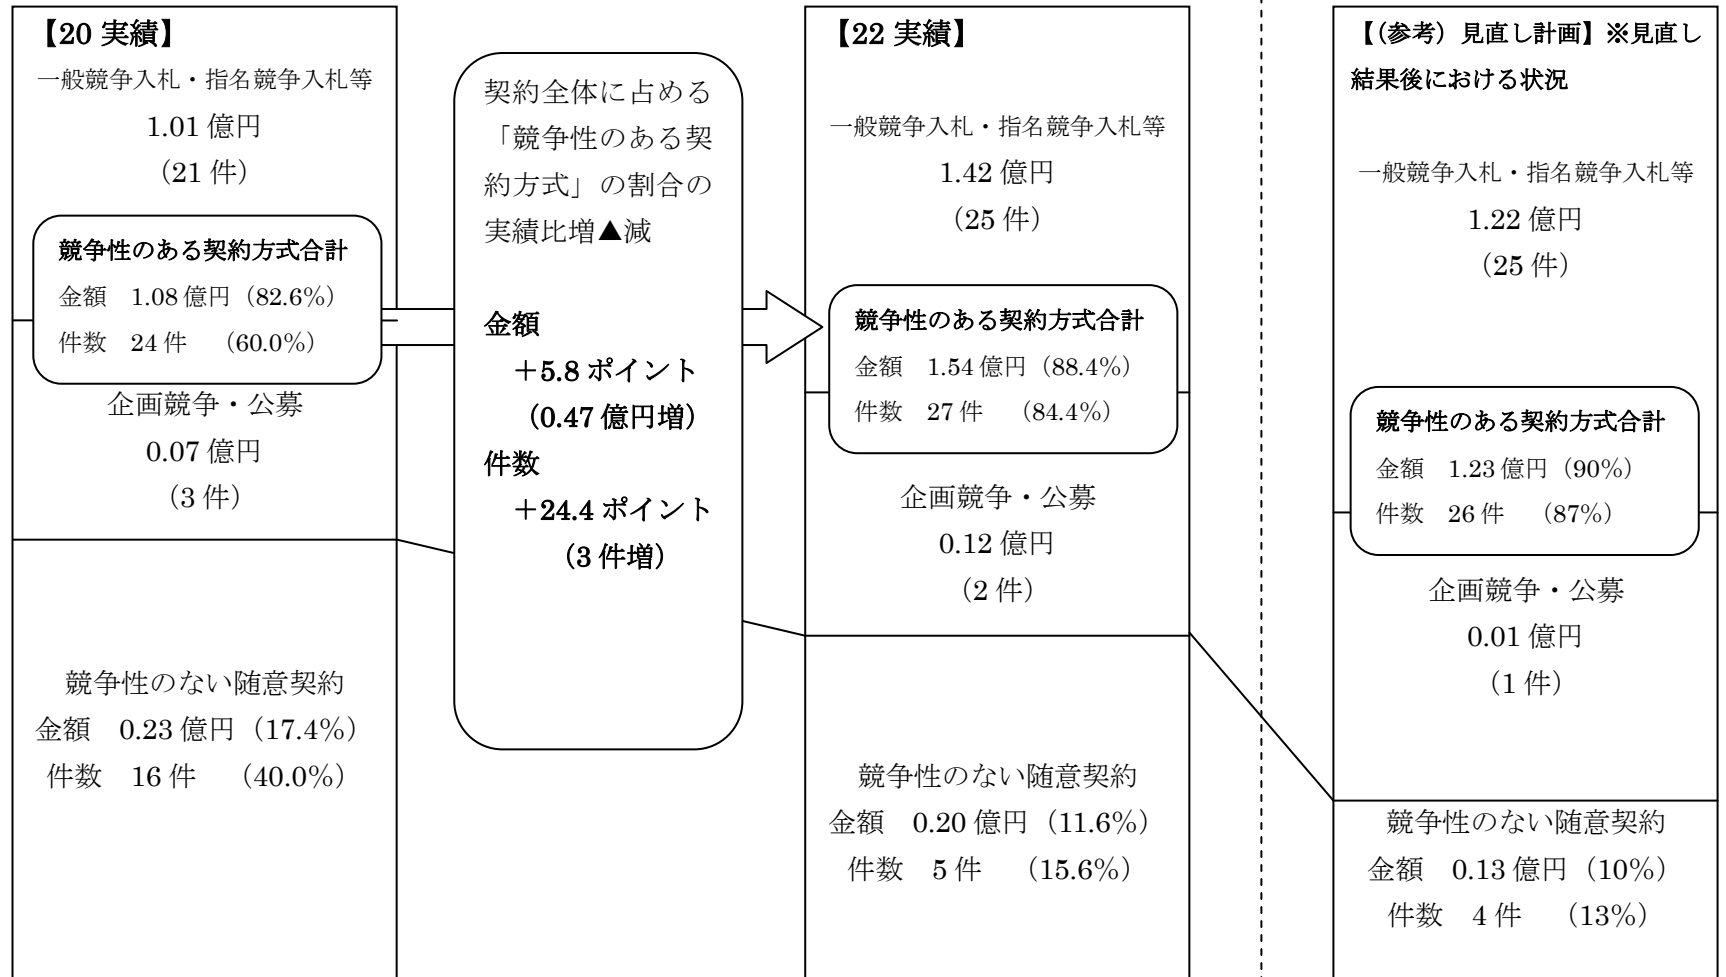 【20 実績】
一般競争入札・指名競争入札等
1.01 億円
(21 件)
競争性のある契約方式合計
金額　1.08 億円（82.6%）
件数　24 件　（60.0%）
企画競争・公募
0.07 億円
（3 件）
競争性のない随意契約
金額　0.23 億円（17.4%）
件数　16 件　（40.0%）
契約全体に占める
「競争性のある契
約方式」の割合の
実績比増▲減
金額
＋5.8 ポイント
（0.47 億円増）
件数
＋24.4 ポイント
（3 件増）
【22 実績】
一般競争入札・指名競争入札等
1.42 億円
（25 件）
競争性のある契約方式合計
金額　1.54 億円（88.4%）
件数　27 件　（84.4%）
企画競争・公募
0.12 億円
（2 件）
競争性のない随意契約
金額　0.20 億円（11.6%）
件数　5 件　（15.6%）
【(参考）見直し計画】※見直し
結果後における状況
一般競争入札・指名競争入札等
1.22 億円
（25 件）
競争性のある契約方式合計
金額　1.23 億円（90%）
件数　26 件　（87%）
企画競争・公募
0.01 億円
（1 件）
競争性のない随意契約
金額　0.13 億円（10%）
件数　4 件　（13%）